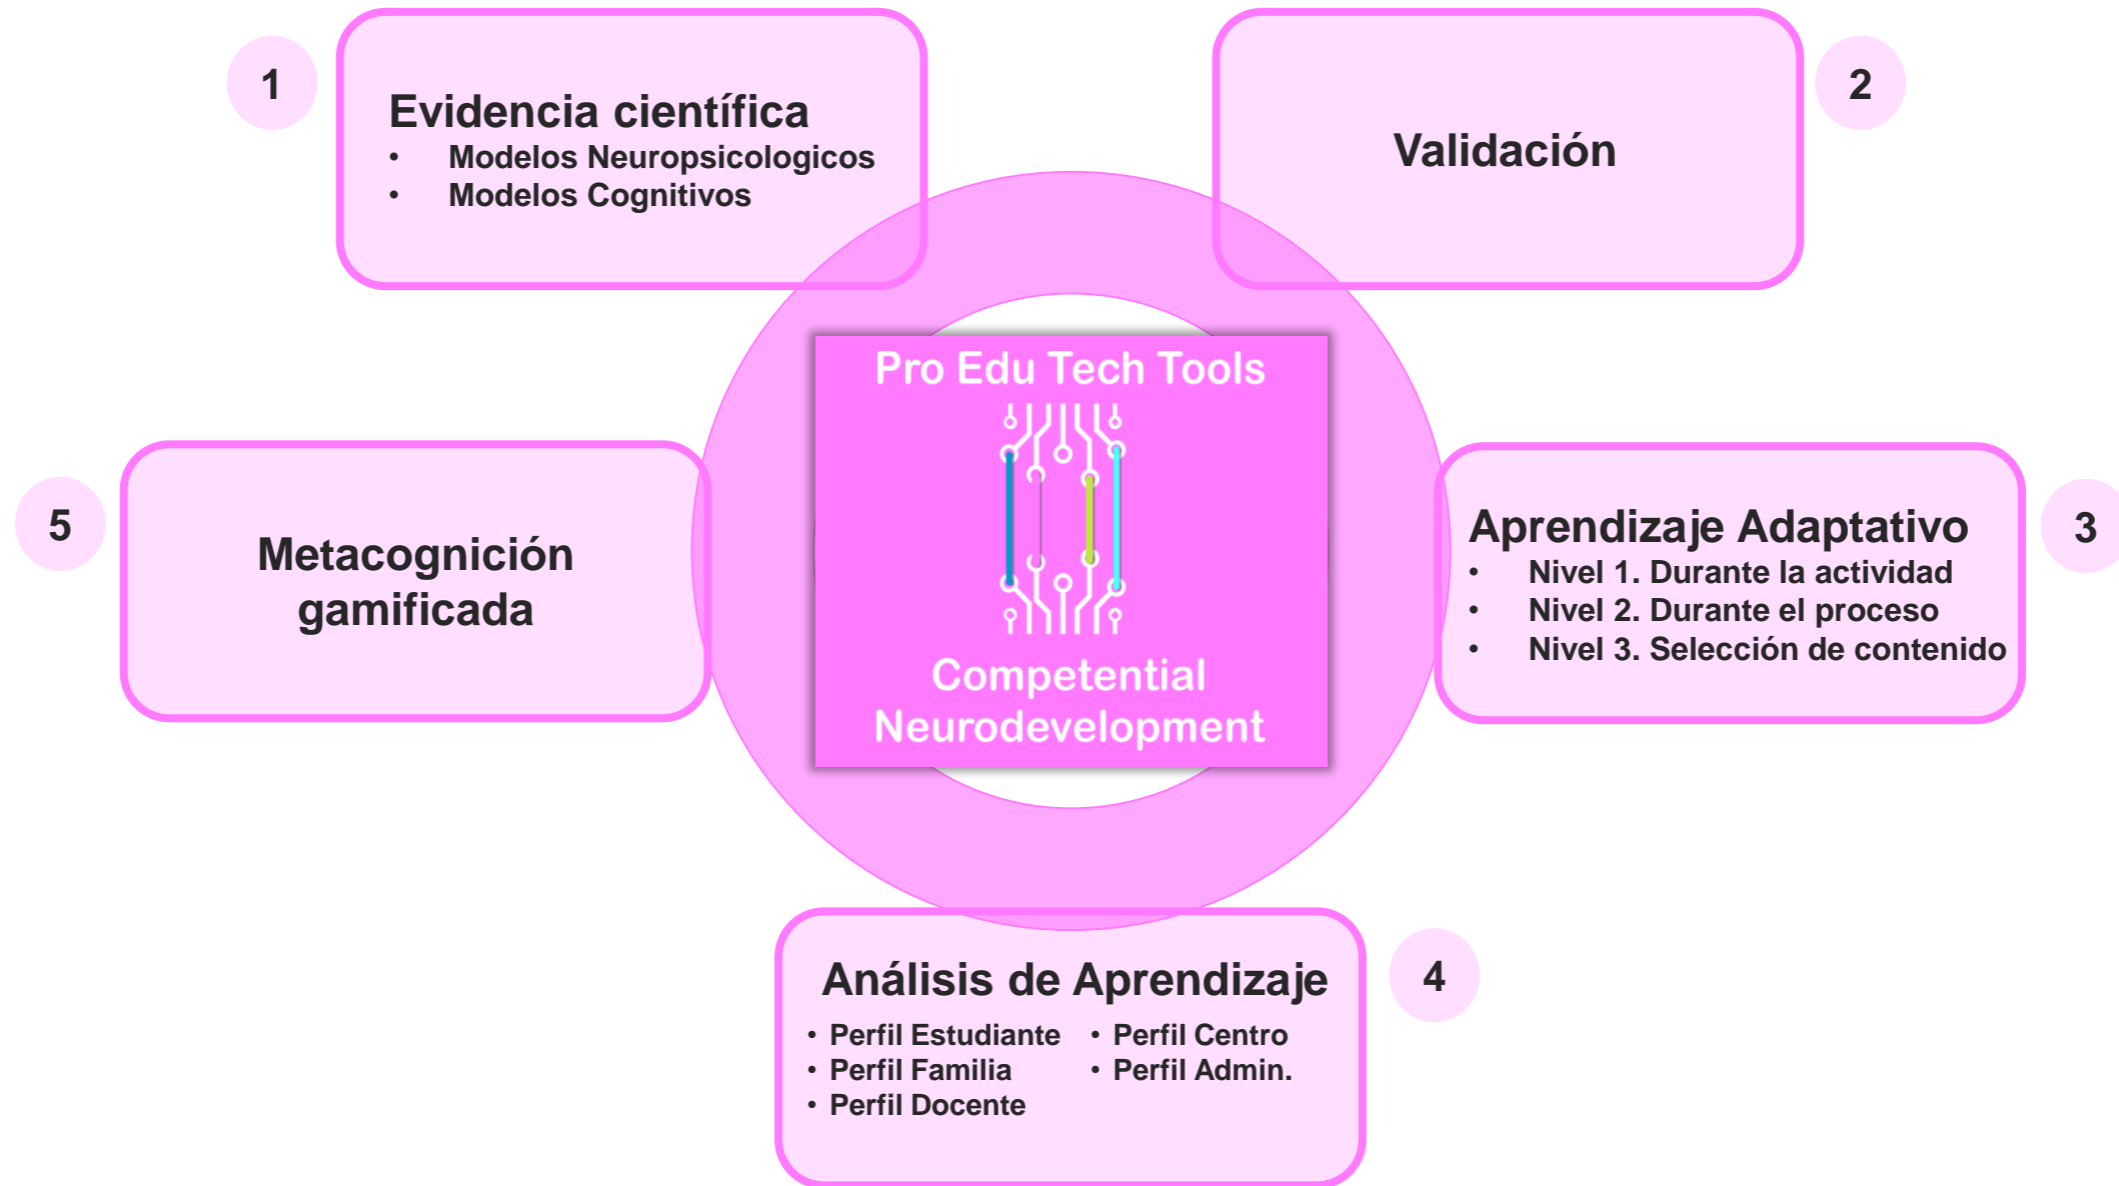 1
Evidencia científica
• Modelos Neuropsicologicos
• Modelos Cognitivos
2
Validación
Pro Edu Tech Tools
Competential
Neurodevelopment
3
Aprendizaje Adaptativo
• Nivel 1. Durante la actividad
• Nivel 2. Durante el proceso
• Nivel 3. Selección de contenido
4
Análisis de Aprendizaje
• Perfil Estudiante
• Perfil Familia
• Perfil Docente
• Perfil Centro
• Perfil Admin.
5
Metacognición
gamificada